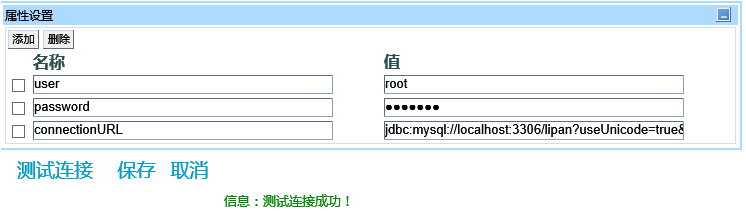 属性设置
添加 删除
名称 值
user root
password ●●●●●●●
connectionURL jdbc:mysql://localhost:3306/lipan?useUnicode=true&
测试连接 保存 取消
信息：测试连接成功！